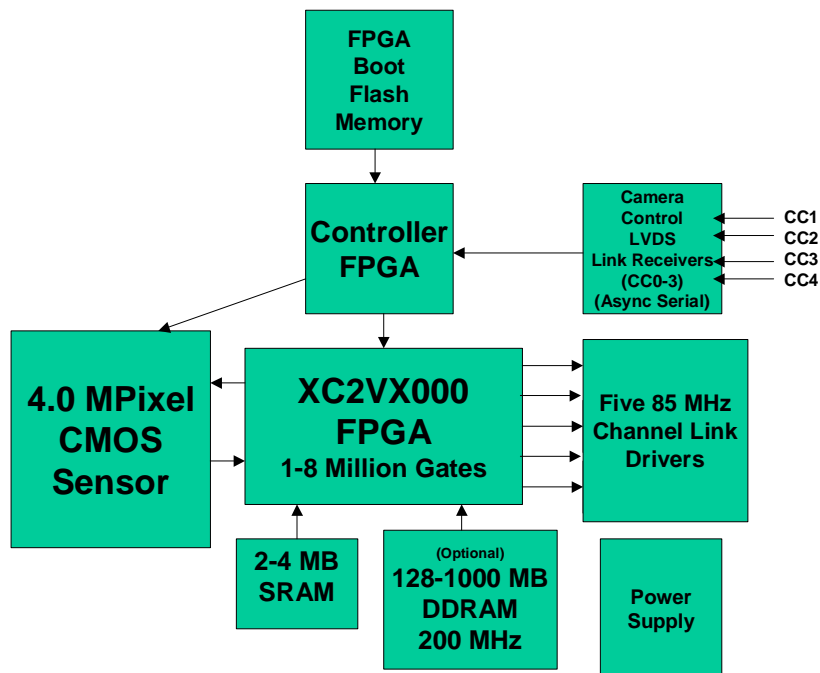 FPGA
Boot
Flash
Memory
Controller
FPGA
Camera
Control
LVDS
Link Receivers
(CC0-3)
(Async Serial)
CC1
CC2
CC3
CC4
4.0 MPixel
CMOS
Sensor
XC2VX000
FPGA
1-8 Million Gates
Five 85 MHz
Channel Link
Drivers
2-4 MB
SRAM
(Optional)
128-1000 MB
DDRAM
200 MHz
Power
Supply